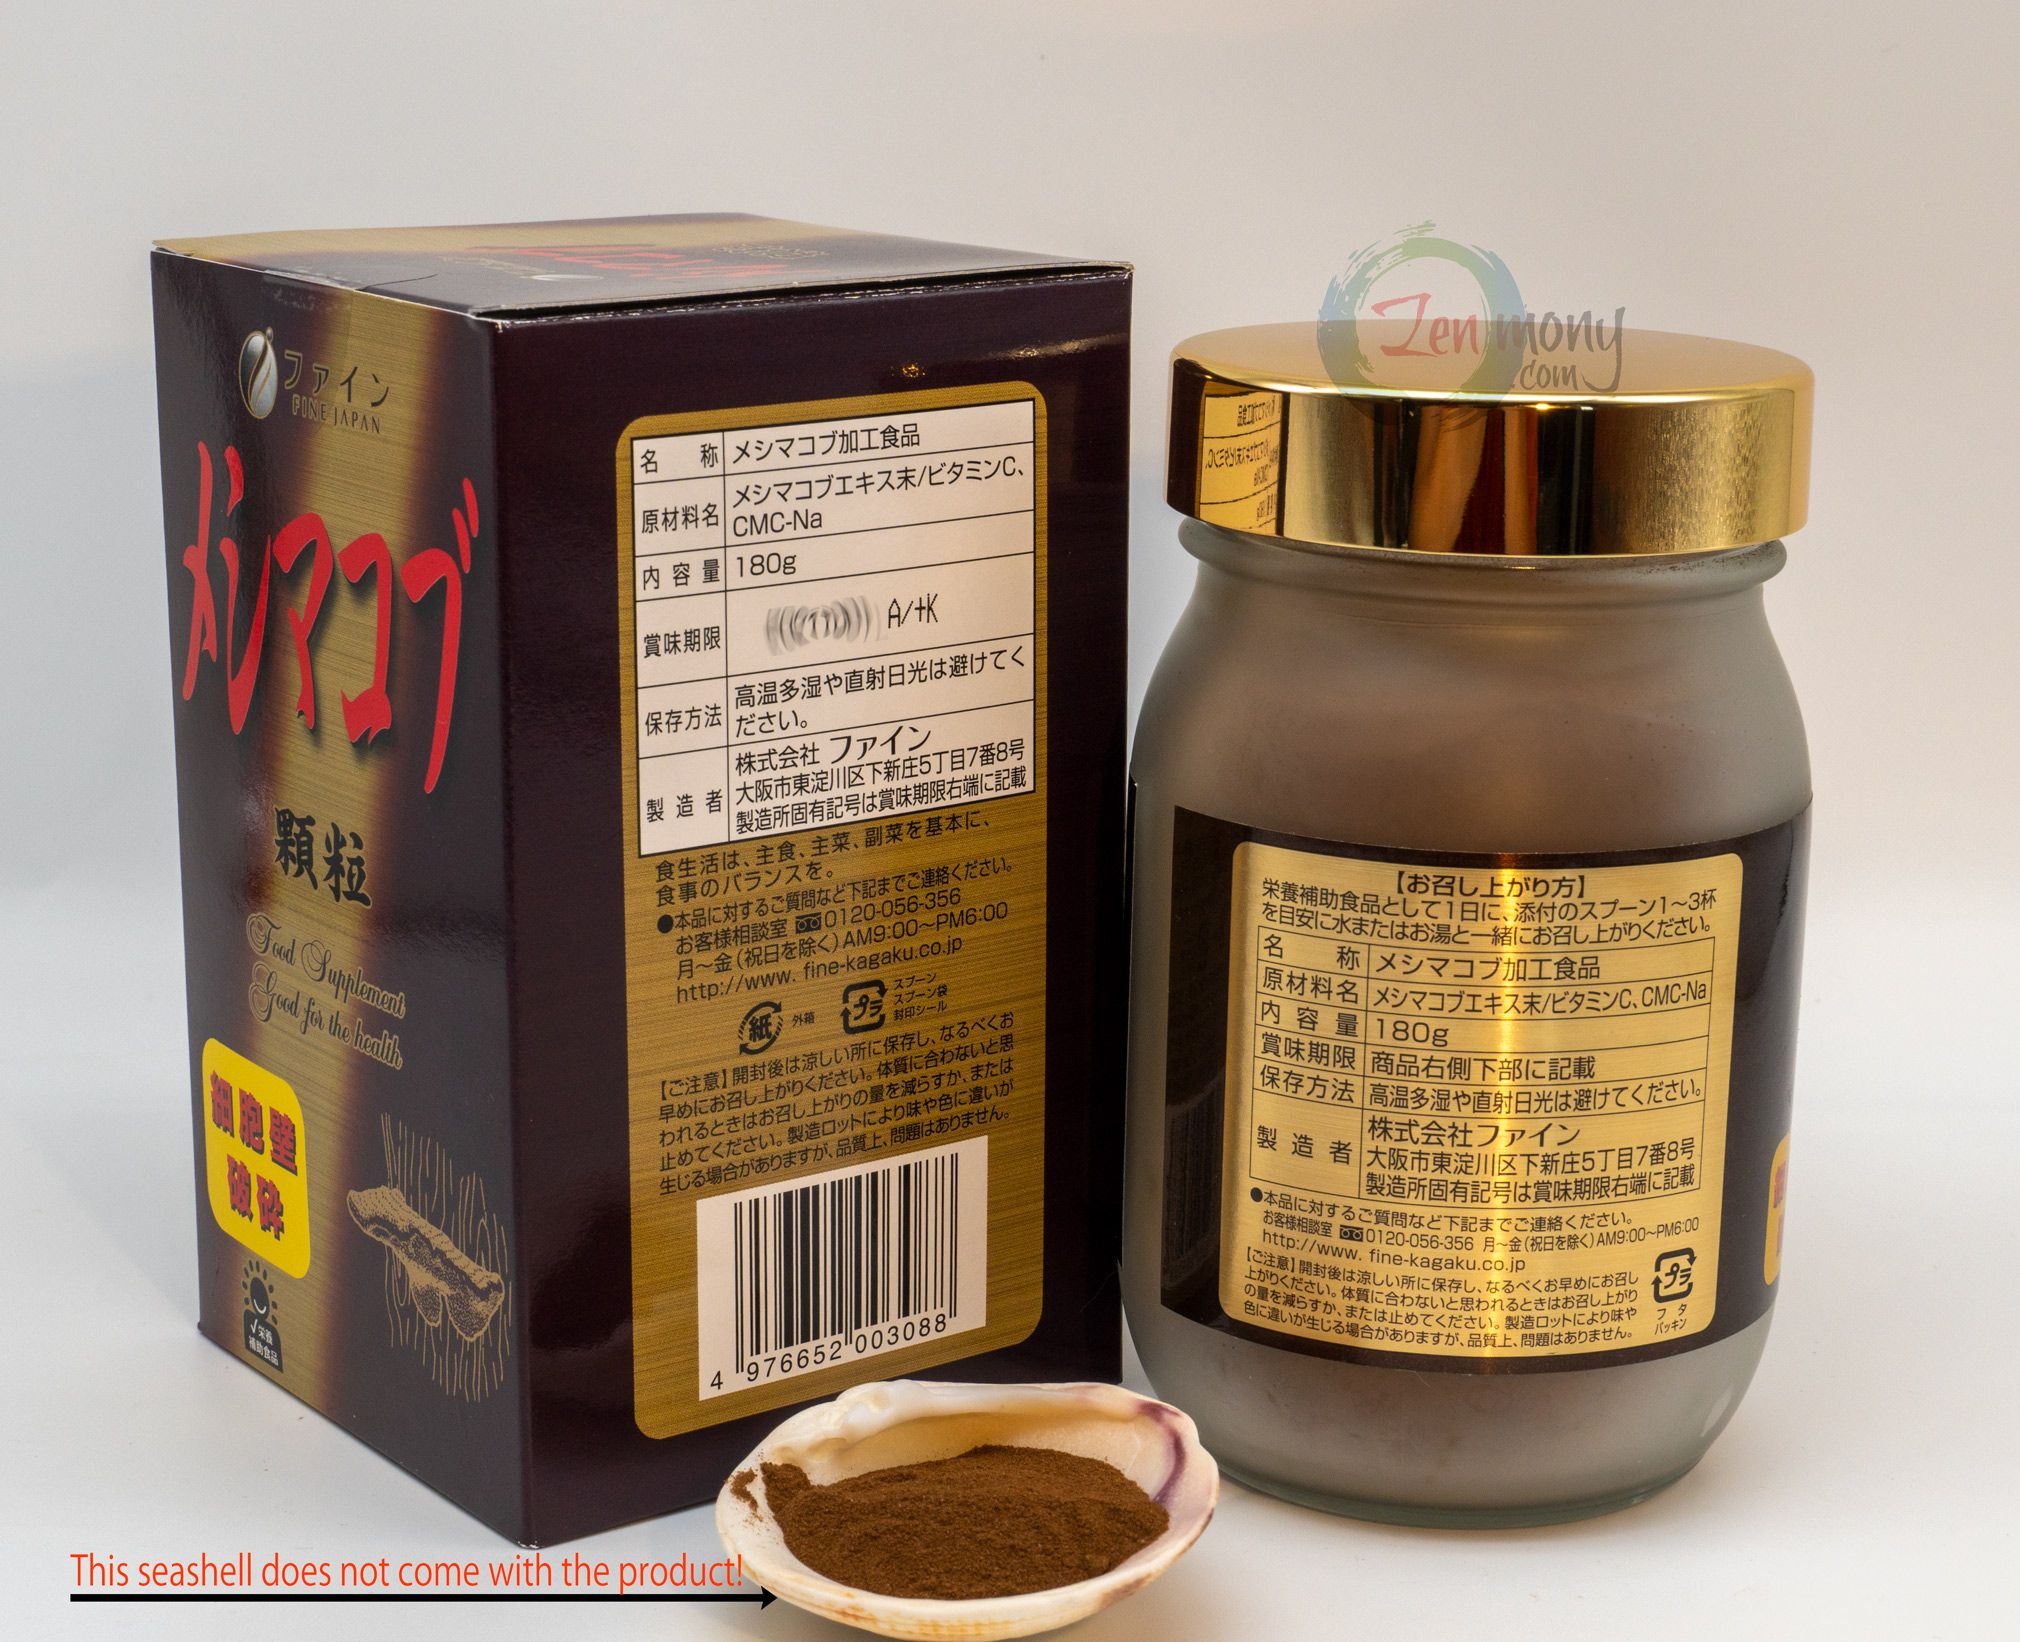 ファイン
FINE JAPAN
メシマコブ
顆粒
Food Supplement
Good for the health
細胞壁
破砕
√栄養
補助食品
名 称 メシマコブ加工食品
原材料名 メシマコブエキス末/ビタミンC、
CMC-Na
内容量 180g
賞味期限 A/+K
保存方法 高温多湿や直射日光は避けてく
ださい。
製造者 株式会社 ファイン
大阪市東淀川区下新庄5丁目7番8号
製造所固有記号は賞味期限右端に記載
食生活は、主食、主菜、副菜を基本に、
食事のバランスを。
●本品に対するご質問など下記までご連絡ください。
お客様相談室 0120-056-356
月〜金(祝日を除く)AM9:00〜PM6:00
http://www. fine-kagaku.co.jp
紙 外箱
プラ スプーン
スプーン袋
封印シール
【ご注意】開封後は涼しい所に保存し、なるべくお
早めにお召し上がりください。体質に合わないと思
われるときはお召し上がりの量を減らすか、または
止めてください。製造ロットにより味や色に違いが
生じる場合がありますが、品質上、問題はありません。
4 976652 003088
Zenmony
.com
【お召し上がり方】
栄養補助食品として1日に、添付のスプーン1〜3杯
を目安に水またはお湯と一緒にお召し上がりください。
名 称 メシマコブ加工食品
原材料名 メシマコブエキス末/ビタミンC、CMC-Na
内容量 180g
賞味期限 商品右側下部に記載
保存方法 高温多湿や直射日光は避けてください。
製造者 株式会社ファイン
大阪市東淀川区下新庄5丁目7番8号
製造所固有記号は賞味期限右端に記載
●本品に対するご質問など下記までご連絡ください。
お客様相談室 0120-056-356 月〜金(祝日を除く)AM9:00〜PM6:00
http://www. fine-kagaku.co.jp
【ご注意】開封後は涼しい所に保存し、なるべくお早めにお召し
上がりください。体質に合わないと思われるときはお召し上がり
の量を減らすか、または止めてください。製造ロットにより味や
色に違いが生じる場合がありますが、品質上、問題はありません。
プラ
フタ
パッキン
This seashell does not come with the product!